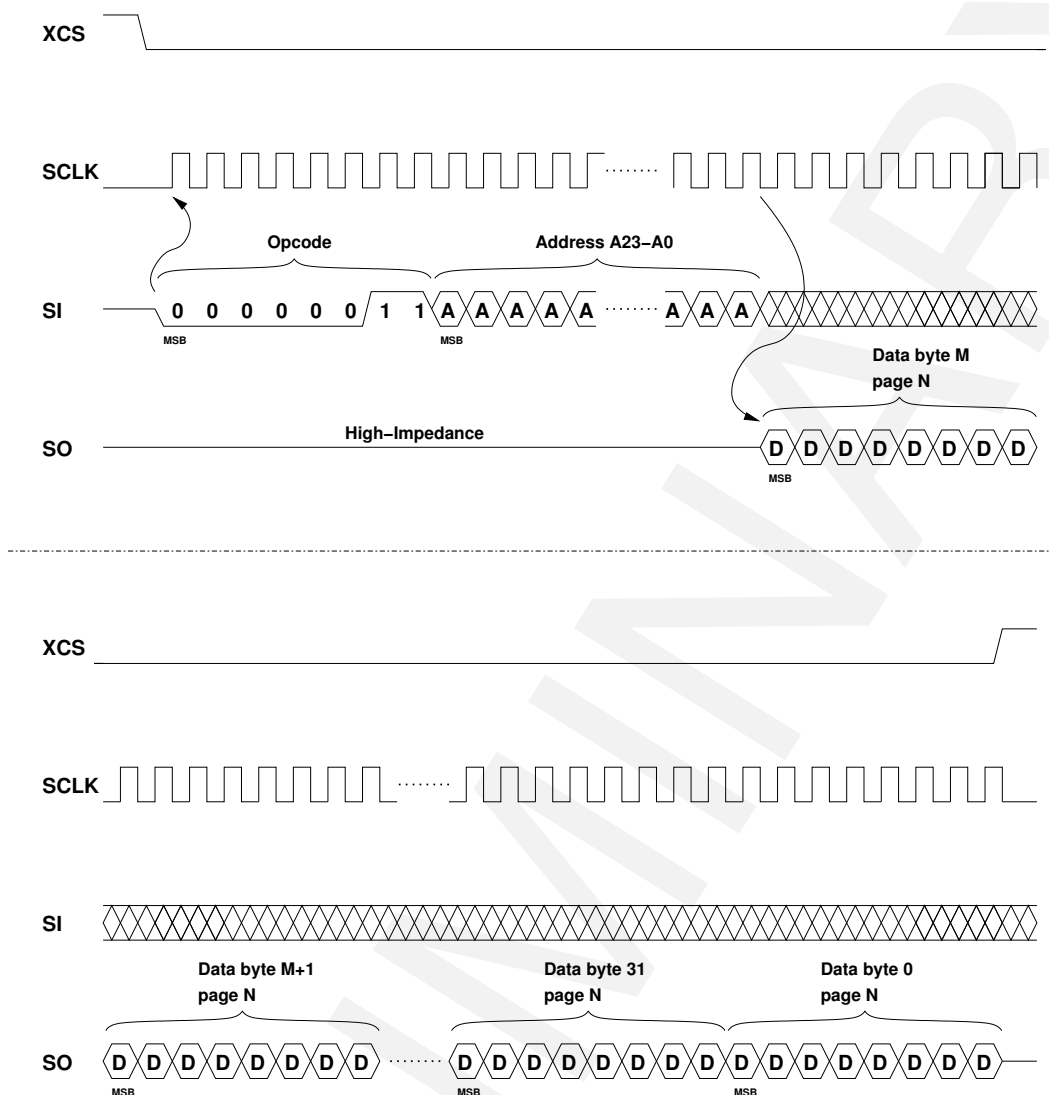 XCS
SCLK
Opcode
Address A23−A0
SI 0 0 0 0 0 0 1 1 A A A A A A A A
MSB MSB
Data byte M
page N
High−Impedance
SO D D D D D D D D
MSB
XCS
SCLK
SI
Data byte M+1 Data byte 31 Data byte 0
page N page N page N
SO D D D D D D D D D D D D D D D D D D D D D D D D
MSB MSB MSB